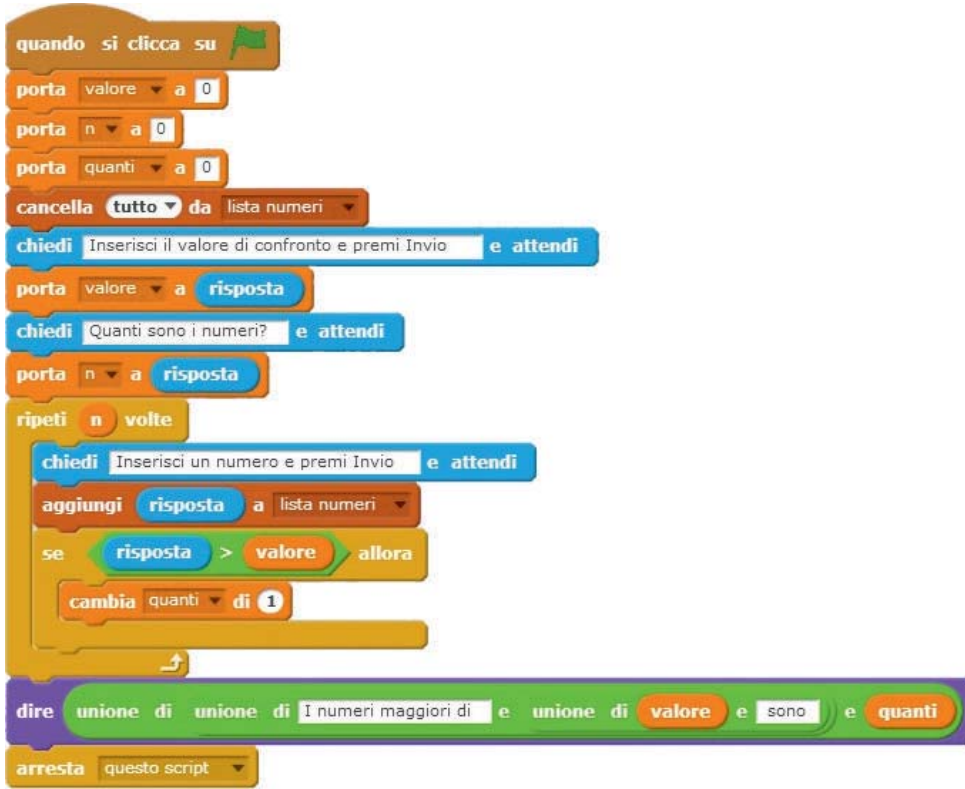 quando si clicca su
porta valore a 0
porta n a 0
porta quanti a 0
cancella tutto da lista numeri
chiedi Inserisci il valore di confronto e premi Invio e attendi
porta valore a risposta
chiedi Quanti sono i numeri? e attendi
porta n a risposta
ripeti n volte
chiedi Inserisci un numero e premi Invio e attendi
aggiungi risposta a lista numeri
se risposta > valore allora
cambia quanti di 1
dire unione di unione di I numeri maggiori di e unione di valore e sono e quanti
arresta questo script